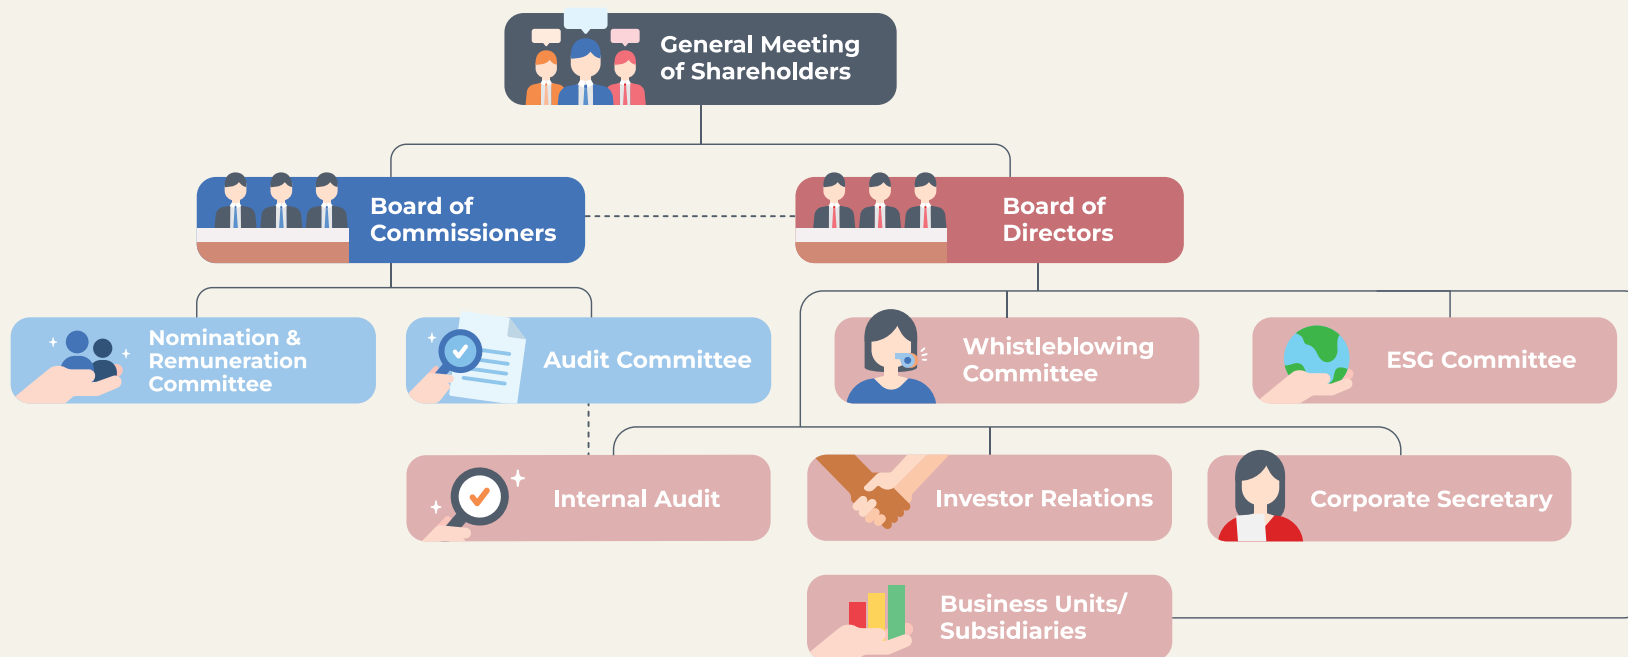 General Meeting
of Shareholders
Board of
Commissioners
Board of
Directors
Nomination &
Remuneration
Committee
Audit Committee
Whistleblowing
Committee
ESG Committee
Internal Audit
Investor Relations
Corporate Secretary
Business Units/
Subsidiaries